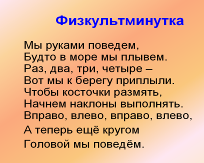 Физкультминутка
Мы руками поведем,
Будто в море мы плывем.
Раз, два, три, четыре –
Вот мы к берегу приплыли.
Чтобы косточки размять,
Начнем наклоны выполнять.
Вправо, влево, вправо, влево,
А теперь ещё кругом
Головой мы поведём.